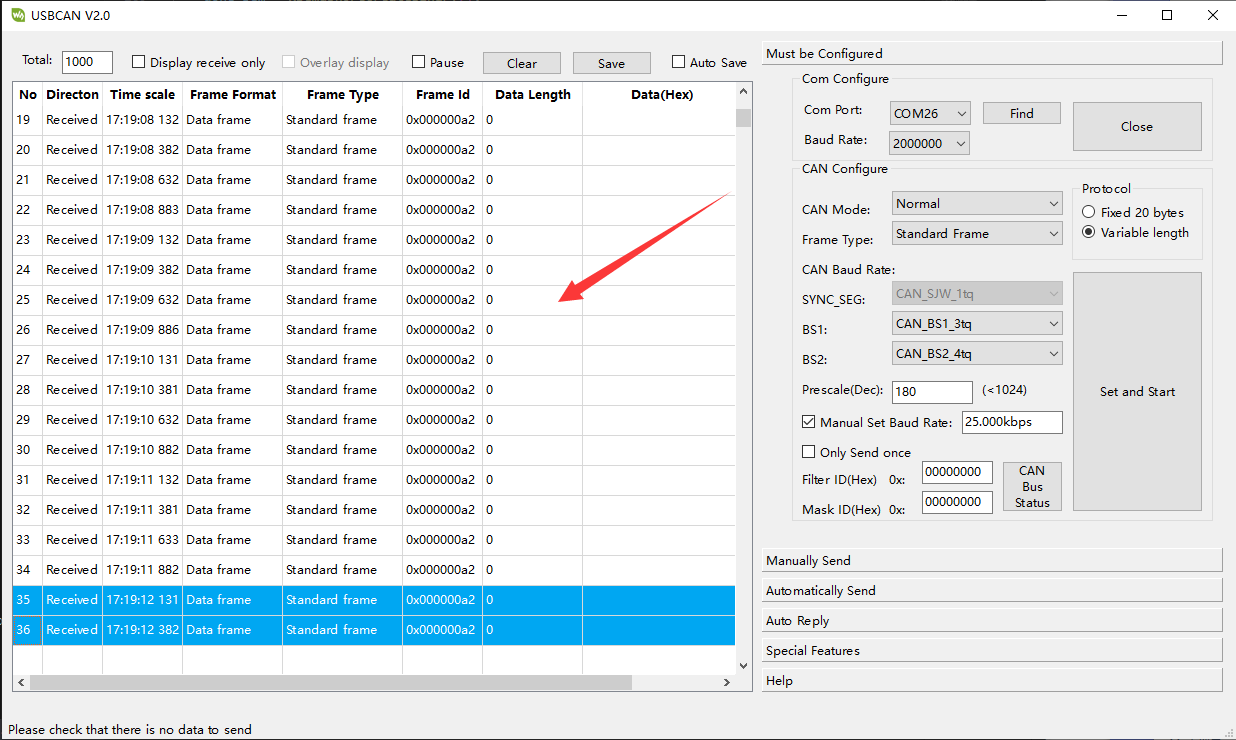 USBCAN V2.0
Total: 1000 Display receive only Overlay display Pause Clear Save Auto Save
No Directon Time scale Frame Format Frame Type Frame Id Data Length Data(Hex)
19 Received 17:19:08 132 Data frame Standard frame 0x000000a2 0
20 Received 17:19:08 382 Data frame Standard frame 0x000000a2 0
21 Received 17:19:08 632 Data frame Standard frame 0x000000a2 0
22 Received 17:19:08 883 Data frame Standard frame 0x000000a2 0
23 Received 17:19:09 132 Data frame Standard frame 0x000000a2 0
24 Received 17:19:09 382 Data frame Standard frame 0x000000a2 0
25 Received 17:19:09 632 Data frame Standard frame 0x000000a2 0
26 Received 17:19:09 886 Data frame Standard frame 0x000000a2 0
27 Received 17:19:10 131 Data frame Standard frame 0x000000a2 0
28 Received 17:19:10 381 Data frame Standard frame 0x000000a2 0
29 Received 17:19:10 632 Data frame Standard frame 0x000000a2 0
30 Received 17:19:10 882 Data frame Standard frame 0x000000a2 0
31 Received 17:19:11 132 Data frame Standard frame 0x000000a2 0
32 Received 17:19:11 381 Data frame Standard frame 0x000000a2 0
33 Received 17:19:11 633 Data frame Standard frame 0x000000a2 0
34 Received 17:19:11 882 Data frame Standard frame 0x000000a2 0
35 Received 17:19:12 131 Data frame Standard frame 0x000000a2 0
36 Received 17:19:12 382 Data frame Standard frame 0x000000a2 0
Must be Configured
Com Configure
Com Port: COM26 Find
Close
Baud Rate: 2000000
CAN Configure
CAN Mode: Normal
Frame Type: Standard Frame
Protocol
Fixed 20 bytes
Variable length
CAN Baud Rate:
SYNC_SEG: CAN_SJW_1tq
BS1: CAN_BS1_3tq
BS2: CAN_BS2_4tq
Prescale(Dec): 180 (<1024)
Set and Start
Manual Set Baud Rate: 25.000kbps
Only Send once
Filter ID(Hex) 0x: 00000000
Mask ID(Hex) 0x: 00000000
CAN
Bus
Status
Manually Send
Automatically Send
Auto Reply
Special Features
Help
Please check that there is no data to send